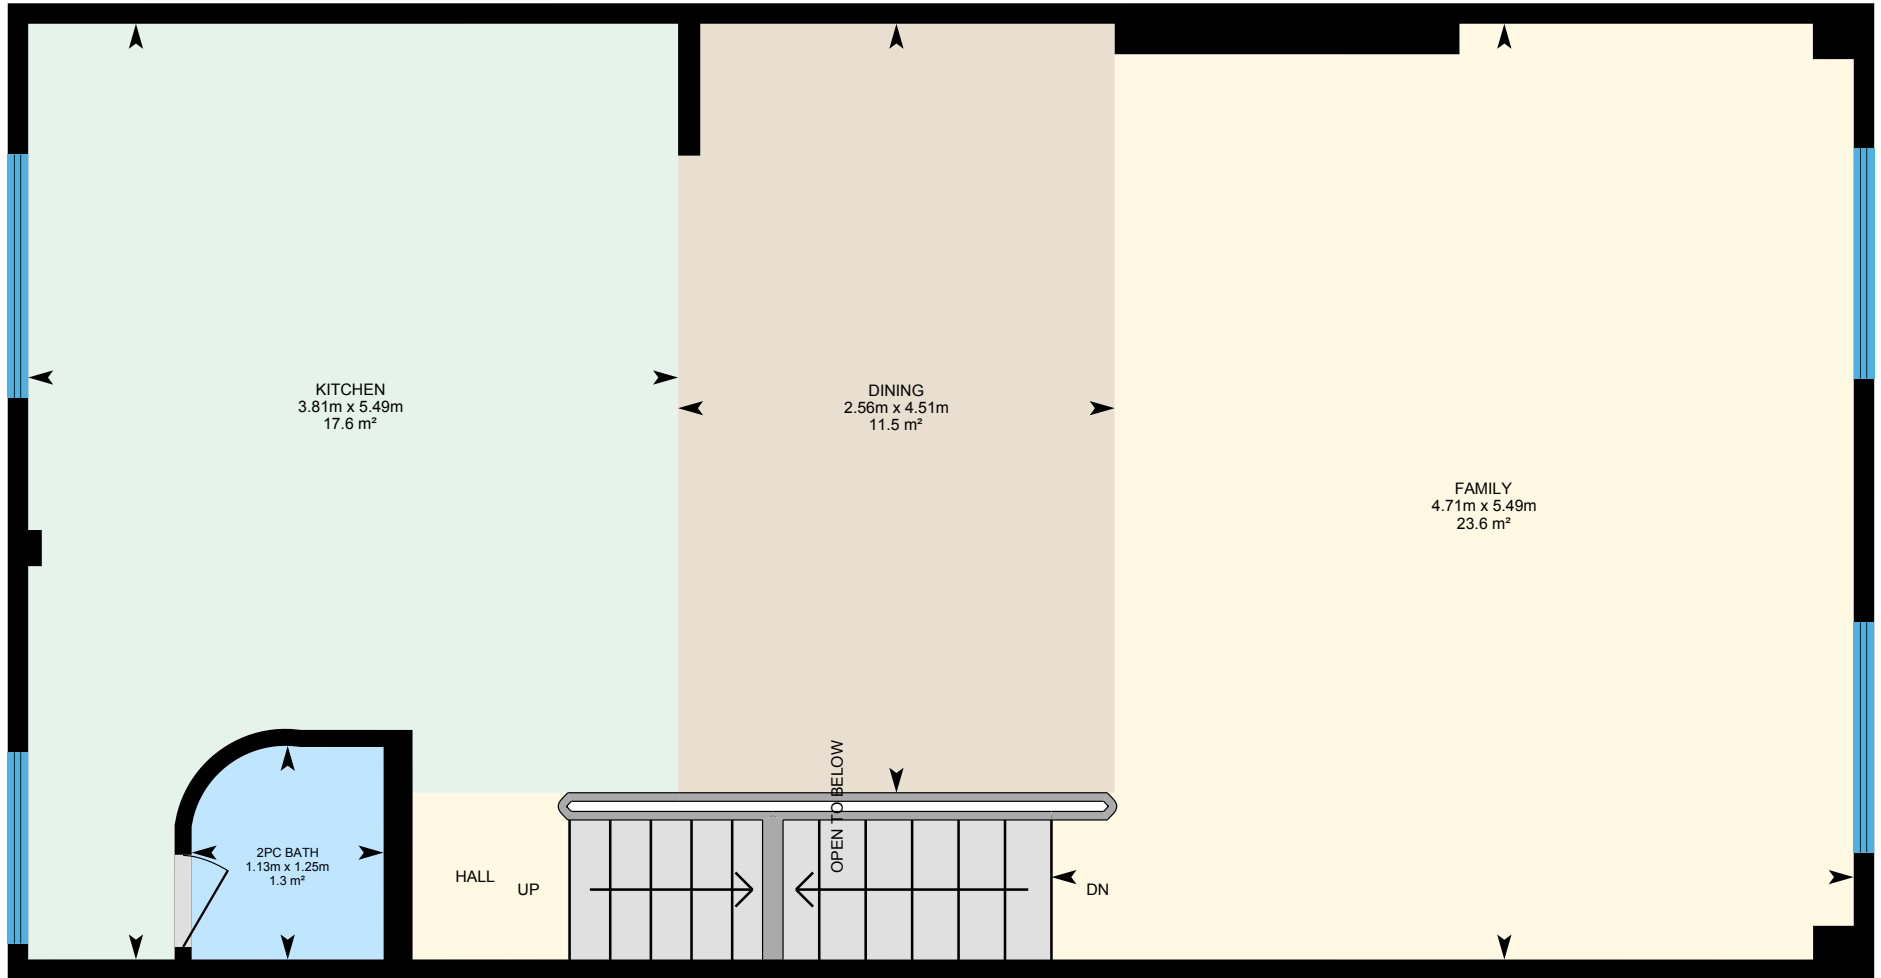 KITCHEN
3.81m x 5.49m
17.6 m²
DINING
2.56m x 4.51m
11.5 m²
FAMILY
4.71m x 5.49m
23.6 m²
2PC BATH
1.13m x 1.25m
1.3 m²
HALL
UP
OPEN TO BELOW
DN